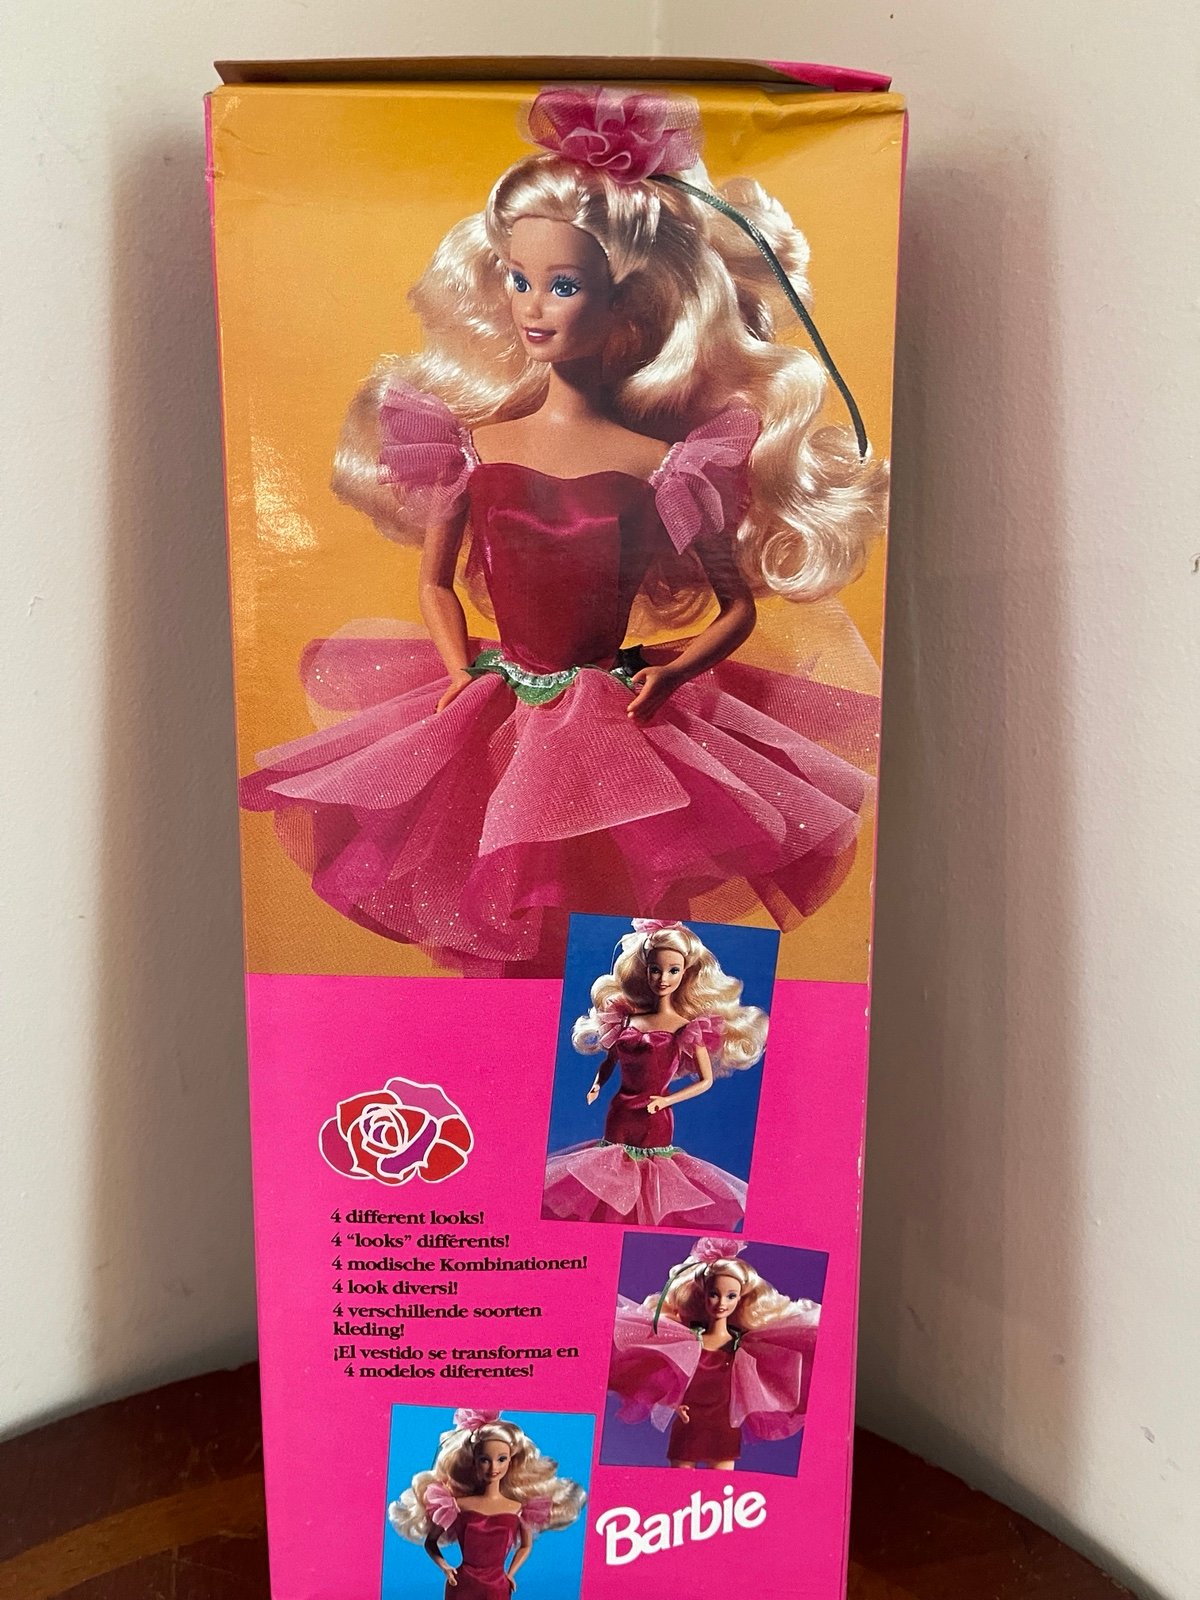 4 different looks!
4 "looks" différents!
4 modische Kombinationen!
4 look diversi!
4 verschillende soorten
kleding!
¡El vestido se transforma en
4 modelos diferentes!
Barbie